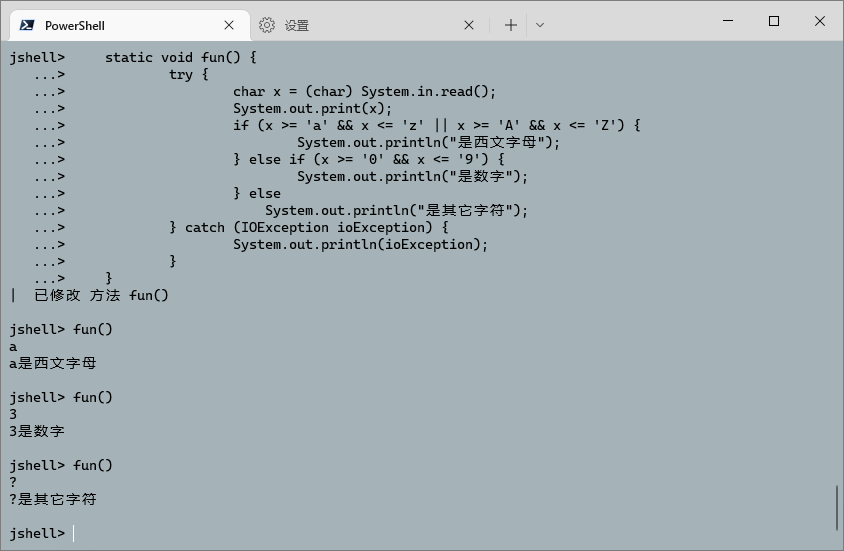 PowerShell
设置
jshell>     static void fun() {
   ...>             try {
   ...>                     char x = (char) System.in.read();
   ...>                     System.out.print(x);
   ...>                     if (x >= 'a' && x <= 'z' || x >= 'A' && x <= 'Z') {
   ...>                             System.out.println("是西文字母");
   ...>                     } else if (x >= '0' && x <= '9') {
   ...>                             System.out.println("是数字");
   ...>                     } else
   ...>                         System.out.println("是其它字符");
   ...>             } catch (IOException ioException) {
   ...>                     System.out.println(ioException);
   ...>             }
   ...>     }
|  已修改 方法 fun()
jshell> fun()
a
a是西文字母
jshell> fun()
3
3是数字
jshell> fun()
?
?是其它字符
jshell>